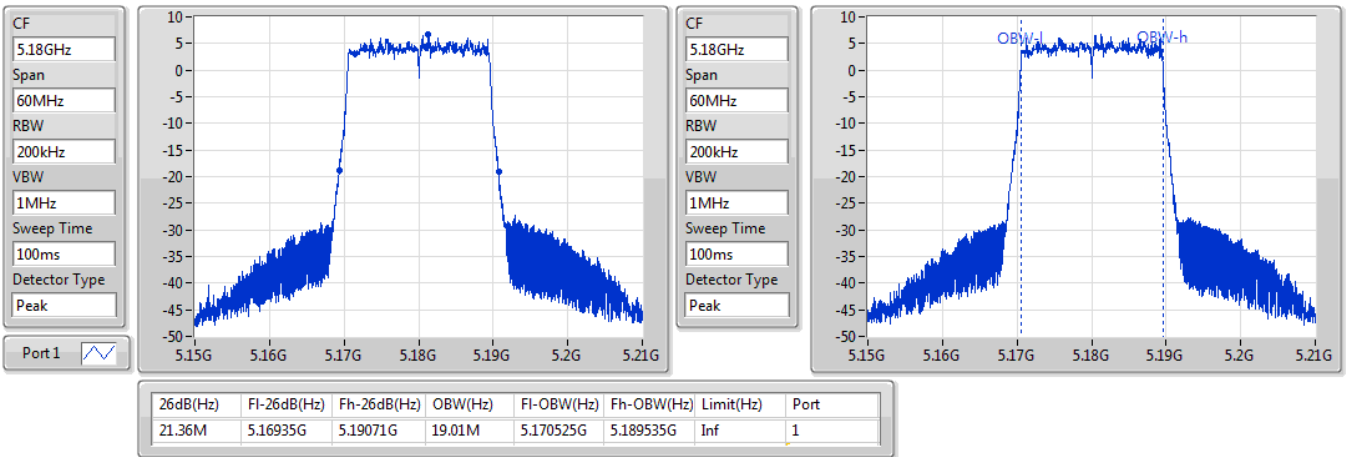 CF
5.18GHz
Span
60MHz
RBW
200kHz
VBW
1MHz
Sweep Time
100ms
Detector Type
Peak
Port 1
10
5
0
-5
-10
-15
-20
-25
-30
-35
-40
-45
-50
5.15G 5.16G 5.17G 5.18G 5.19G 5.2G 5.21G
CF
5.18GHz
Span
60MHz
RBW
200kHz
VBW
1MHz
Sweep Time
100ms
Detector Type
Peak
10
5
0
-5
-10
-15
-20
-25
-30
-35
-40
-45
-50
OBW-l OBW-h
5.15G 5.16G 5.17G 5.18G 5.19G 5.2G 5.21G
26dB(Hz) Fl-26dB(Hz) Fh-26dB(Hz) OBW(Hz) Fl-OBW(Hz) Fh-OBW(Hz) Limit(Hz) Port
21.36M 5.16935G 5.19071G 19.01M 5.170525G 5.189535G Inf 1